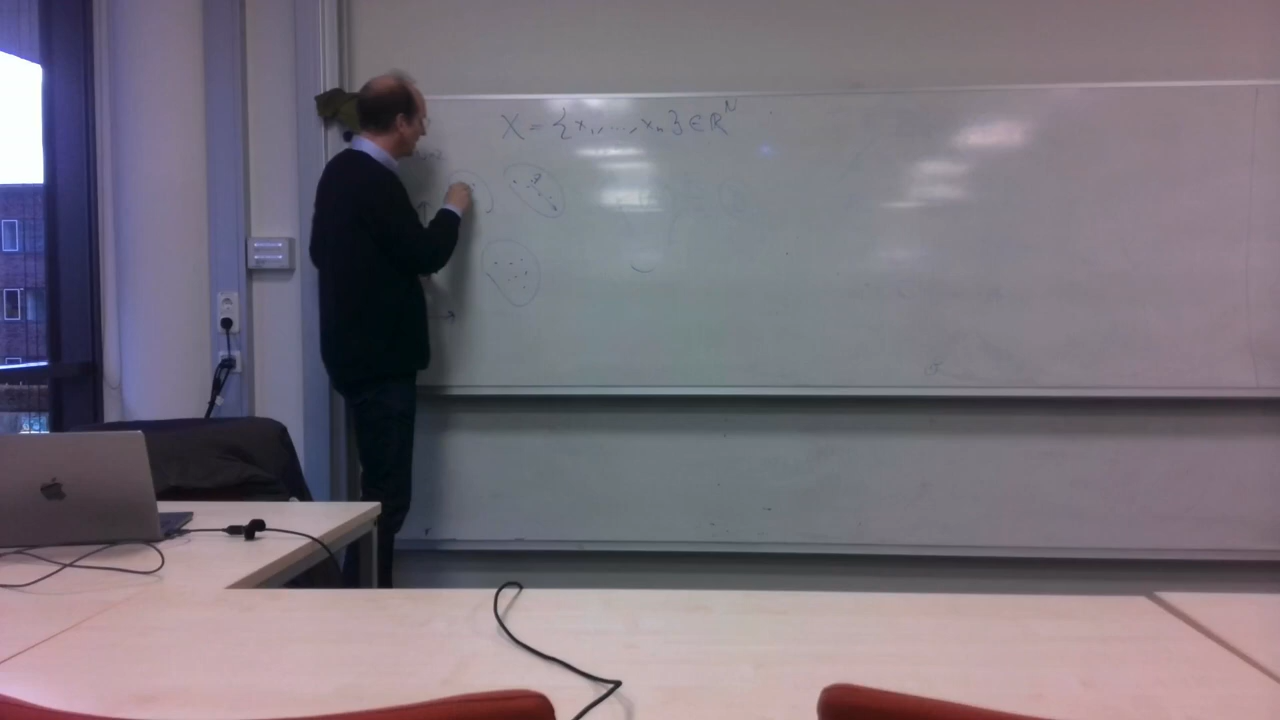 X = {x₁, ..., xₙ} ∈ ℝᴺ